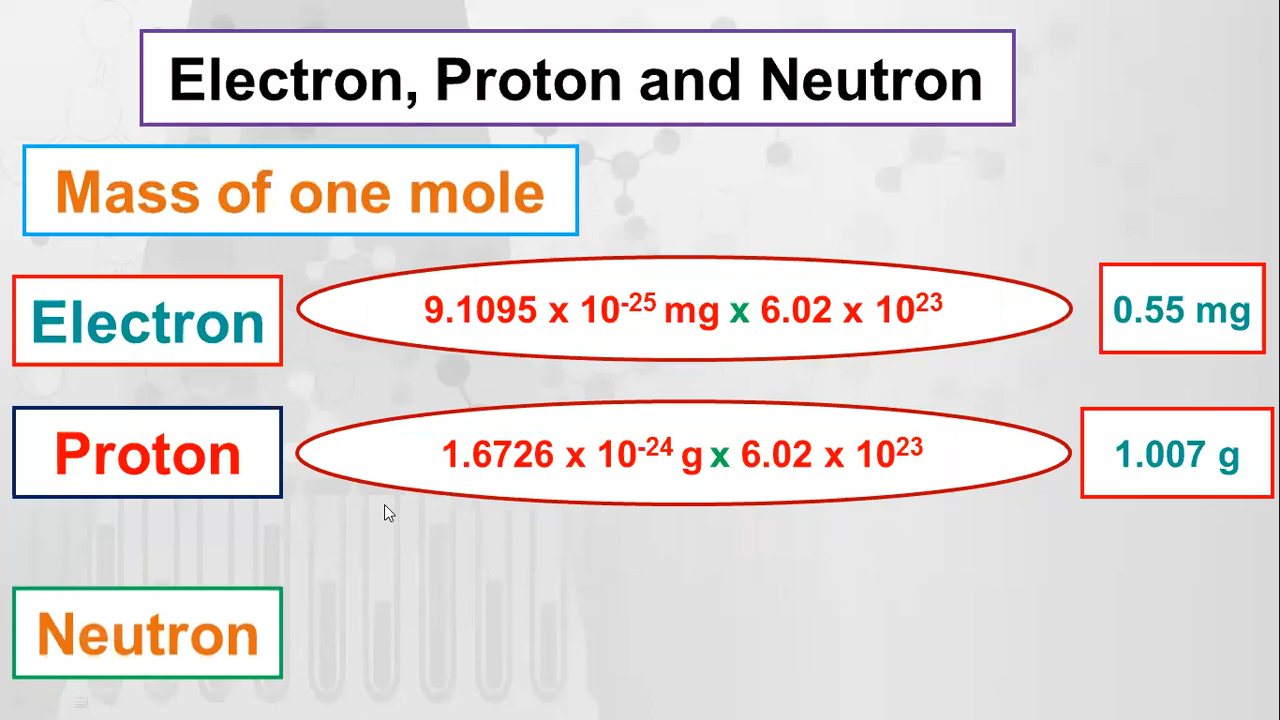 Electron, Proton and Neutron
Mass of one mole
Electron
9.1095 x 10⁻²⁵ mg x 6.02 x 10²³
0.55 mg
Proton
1.6726 x 10⁻²⁴ g x 6.02 x 10²³
1.007 g
Neutron